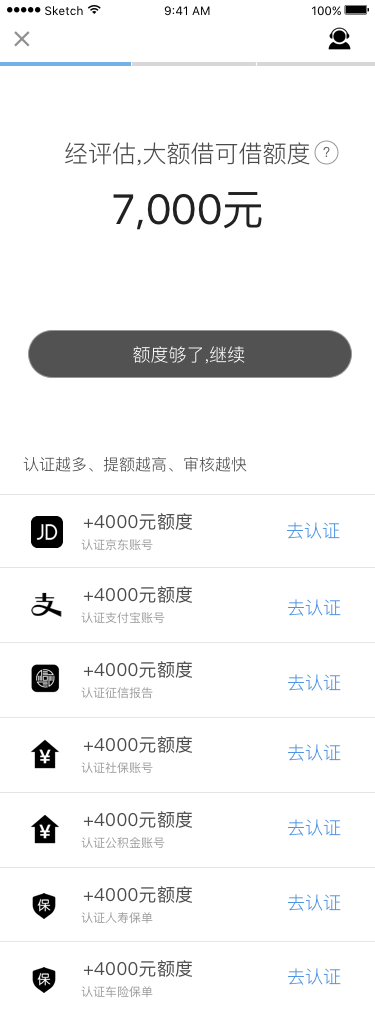 ●●●●● Sketch 9:41 AM 100%
经评估,大额借可借额度 ?
7,000元
额度够了,继续
认证越多、提额越高、审核越快
JD +4000元额度 去认证
认证京东账号
支 +4000元额度 去认证
认证支付宝账号
+4000元额度 去认证
认证征信报告
¥ +4000元额度 去认证
认证社保账号
¥ +4000元额度 去认证
认证公积金账号
保 +4000元额度 去认证
认证人寿保单
保 +4000元额度 去认证
认证车险保单